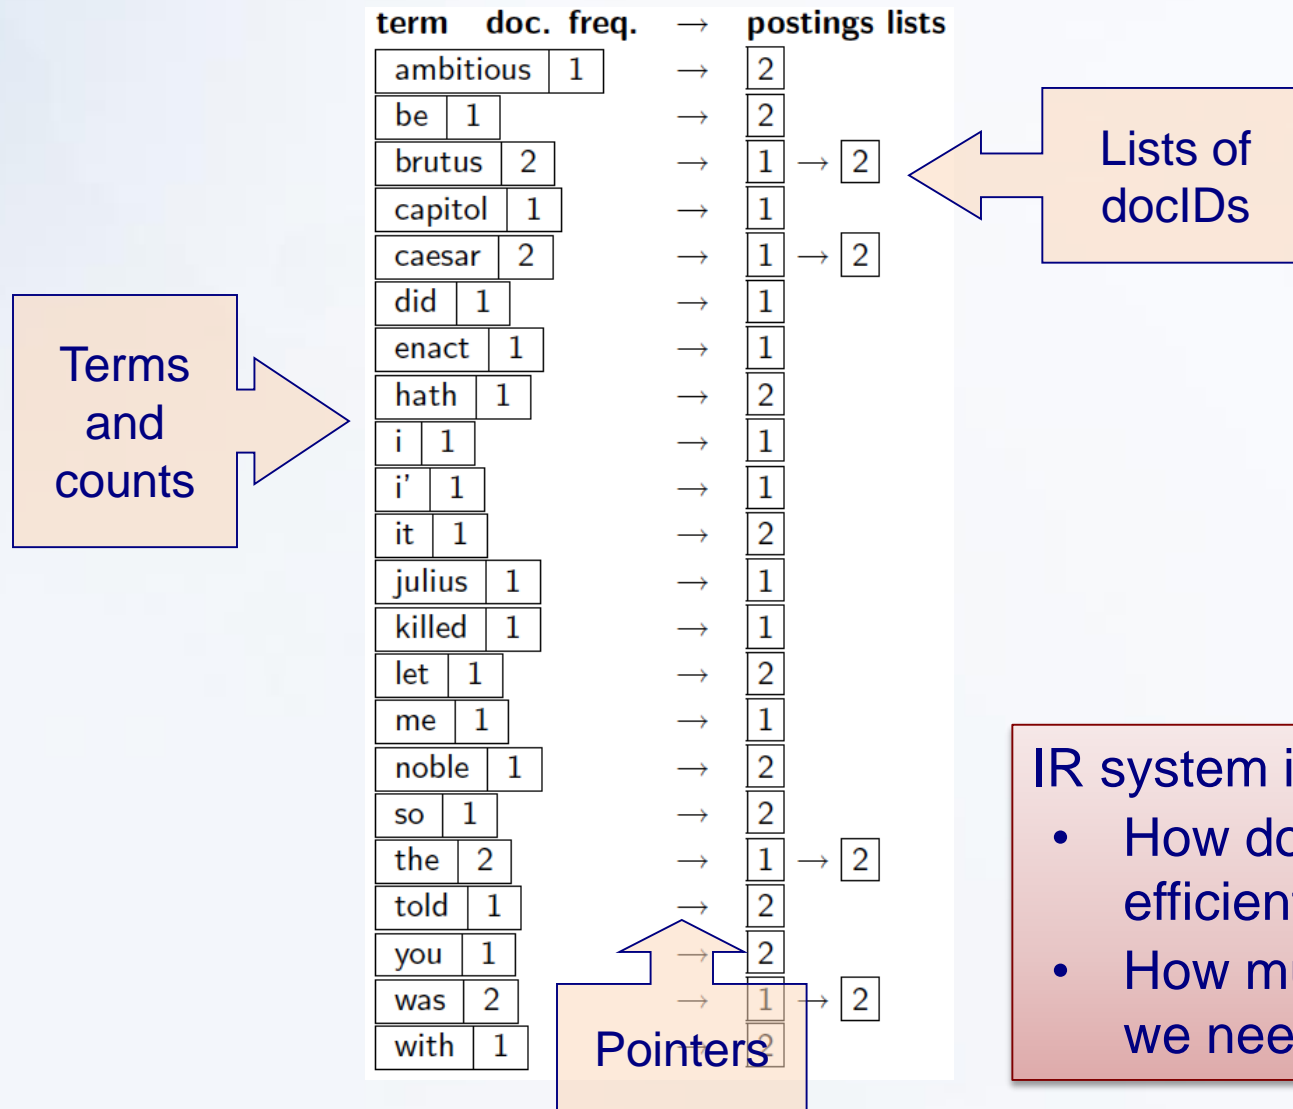 term doc. freq. → postings lists
ambitious 1 → 2
be 1 → 2
brutus 2 → 1 → 2
capitol 1 → 1
caesar 2 → 1 → 2
did 1 → 1
enact 1 → 1
hath 1 → 2
i 1 → 1
i' 1 → 1
it 1 → 2
julius 1 → 1
killed 1 → 1
let 1 → 2
me 1 → 1
noble 1 → 2
so 1 → 2
the 2 → 1 → 2
told 1 → 2
you 1 → 2
was 2 → 1 → 2
with 1 → 2
Lists of
docIDs
Terms
and
counts
Pointers
IR system i
• How do
efficient
• How mu
we nee